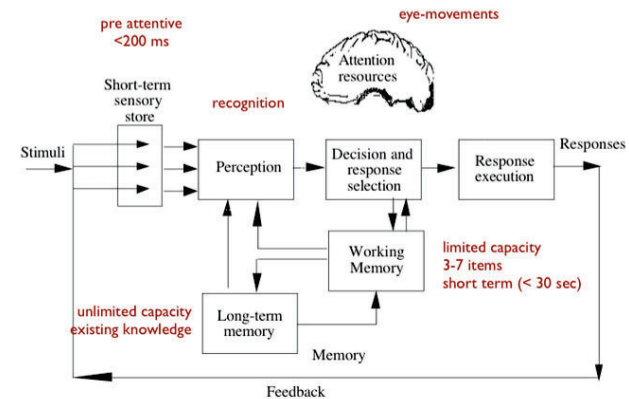 eye-movements
pre attentive
<200 ms
Attention
resources
Short-term
sensory
store
recognition
Stimuli
Perception
Decision and
response
selection
Response
execution
Responses
Working
Memory
limited capacity
3-7 items
short term (< 30 sec)
unlimited capacity
existing knowledge
Long-term
memory
Memory
Feedback